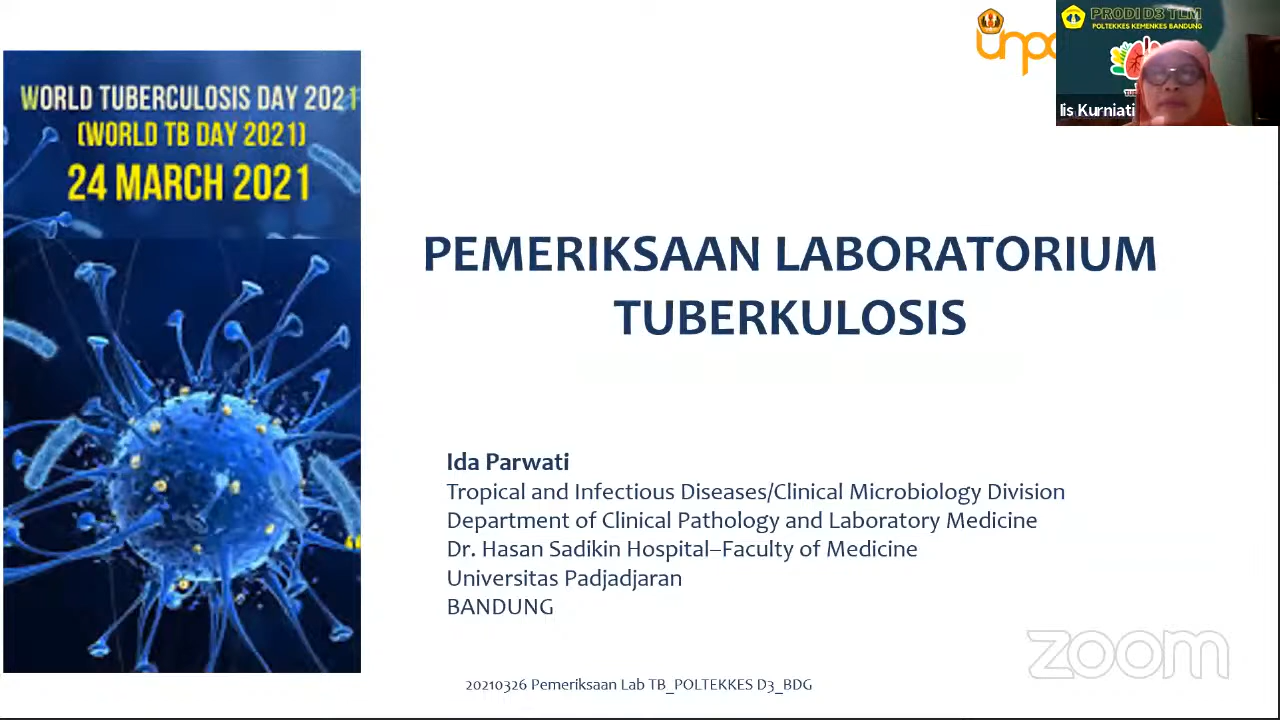 WORLD TUBERCULOSIS DAY 2021
(WORLD TB DAY 2021)
24 MARCH 2021
PRODI D3 TLM
POLTEKKES KEMENKES BANDUNG
Iis Kurniati
PEMERIKSAAN LABORATORIUM
TUBERKULOSIS
Ida Parwati
Tropical and Infectious Diseases/Clinical Microbiology Division
Department of Clinical Pathology and Laboratory Medicine
Dr. Hasan Sadikin Hospital–Faculty of Medicine
Universitas Padjadjaran
BANDUNG
zoom
20210326 Pemeriksaan Lab TB_POLTEKKES D3_BDG